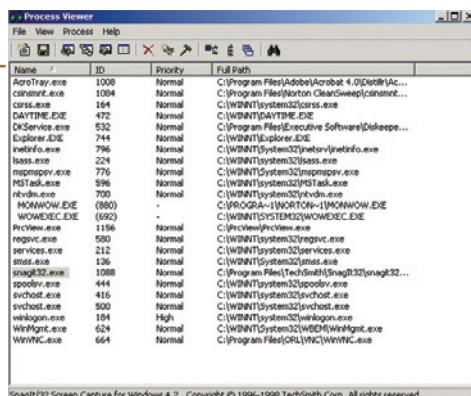 Process Viewer
File View Process Help
Name ID Priority Full Path
AcroTray.exe 1008 Normal C:\Program Files\Adobe\Acrobat 4.0\Distillr\Ac...
csinsmnt.exe 1084 Normal C:\Program Files\Norton CleanSweep\csinsmnt...
csrss.exe 164 Normal C:\WINNT\system32\csrss.exe
DAYTIME.EXE 472 Normal C:\WINNT\DAYTIME.EXE
DKService.exe 532 Normal C:\Program Files\Executive Software\Diskeepe...
Explorer.EXE 744 Normal C:\WINNT\Explorer.EXE
inetinfo.exe 796 Normal C:\WINNT\System32\inetsrv\inetinfo.exe
lsass.exe 224 Normal C:\WINNT\system32\lsass.exe
mspmspsv.exe 776 Normal C:\WINNT\System32\mspmspsv.exe
MSTask.exe 596 Normal C:\WINNT\system32\MSTask.exe
ntvdm.exe 700 Normal C:\WINNT\system32\ntvdm.exe
MONWOW.EXE (880) - C:\PROGRA~1\NORTON~1\MONWOW.EXE
WOWEXEC.EXE (692) - C:\WINNT\SYSTEM32\WOWEXEC.EXE
PrcView.exe 1156 Normal C:\PrcView\PrcView.exe
regsvc.exe 580 Normal C:\WINNT\system32\regsvc.exe
services.exe 212 Normal C:\WINNT\system32\services.exe
smss.exe 136 Normal C:\WINNT\System32\smss.exe
snagit32.exe 1088 Normal C:\Program Files\TechSmith\SnagIt32\snagit32...
spoolsv.exe 444 Normal C:\WINNT\system32\spoolsv.exe
svchost.exe 416 Normal C:\WINNT\system32\svchost.exe
svchost.exe 500 Normal C:\WINNT\System32\svchost.exe
winlogon.exe 184 High C:\WINNT\system32\winlogon.exe
WinMgmt.exe 624 Normal C:\WINNT\System32\WBEM\WinMgmt.exe
WinVNC.exe 664 Normal C:\Program Files\ORL\VNC\WinVNC.exe
SnagIt/32 Screen Capture for Windows 4.2 Copyright © 1996-1998 TechSmith Corp. All rights reserved.